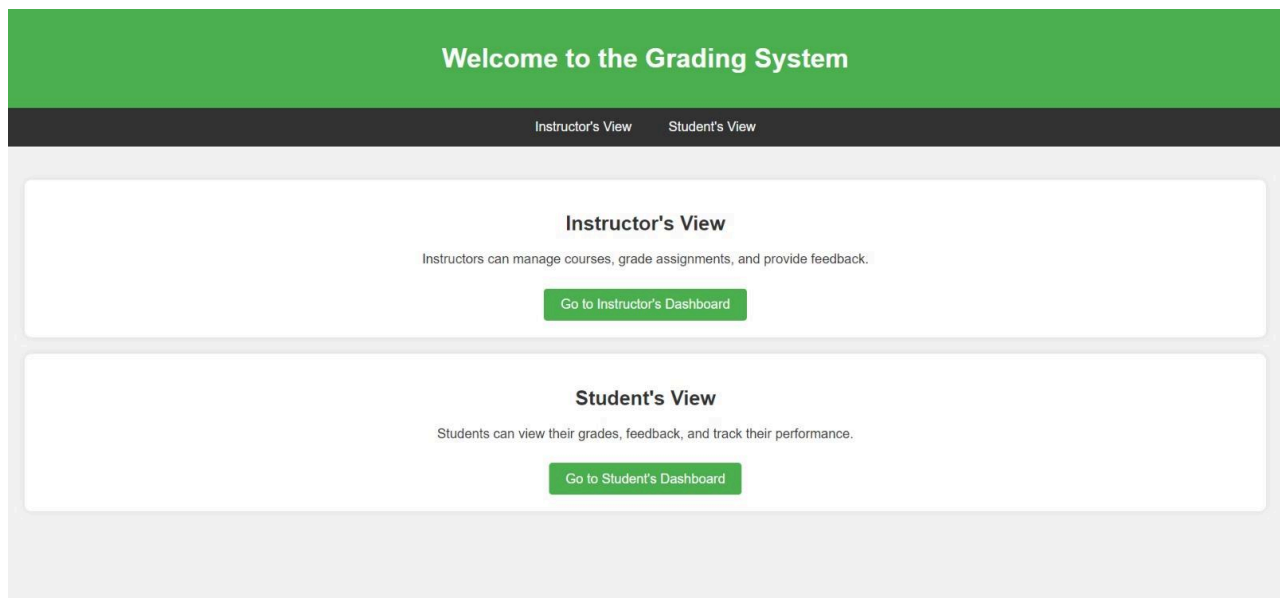 Welcome to the Grading System
Instructor's View Student's View
Instructor's View
Instructors can manage courses, grade assignments, and provide feedback.
Go to Instructor's Dashboard
Student's View
Students can view their grades, feedback, and track their performance.
Go to Student's Dashboard